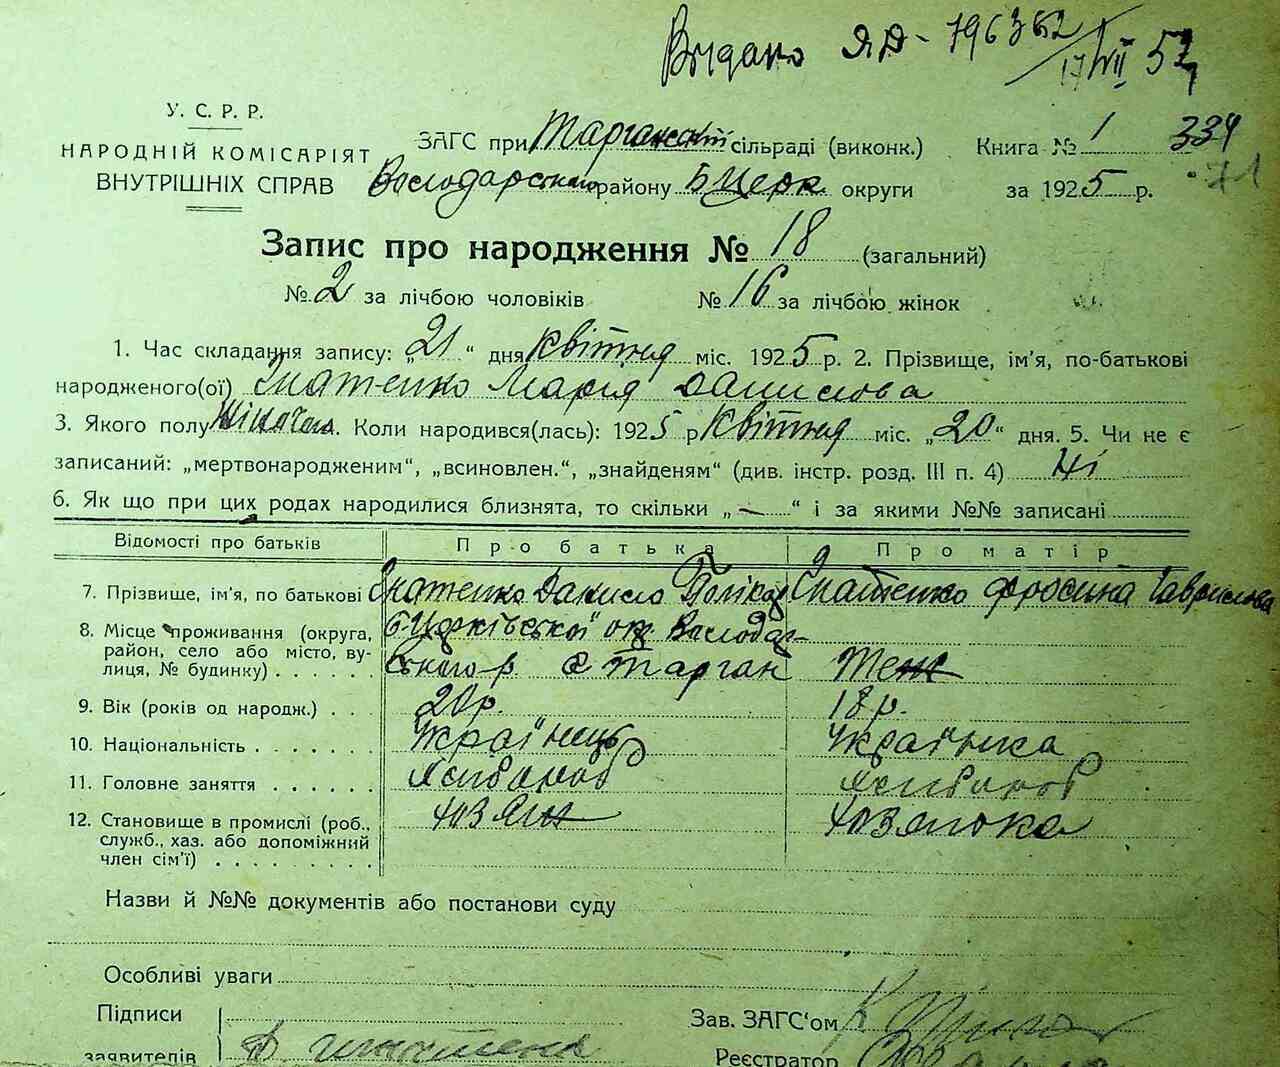 Видано ЯА - 796362 17/VII 57
У. С. Р. Р.
НАРОДНІЙ КОМІСАРІЯТ
ВНУТРІШНІХ СПРАВ
ЗАГС при Тарганській сільраді (виконк.) Книга № 1 334
Володарського району Б Церк округи за 1925 р. 71
Запис про народження № 18 (загальний)
№ 2 за лічбою чоловіків № 16 за лічбою жінок
1. Час складання запису: „21“ дня Квітня міс. 1925 р. 2. Прізвище, ім'я, по-батькові
народженого(ої) Гнатенко Марія Данилова
3. Якого полу жіночого. Коли народився(лась): 1925 р Квітня міс. „20“ дня. 5. Чи не є
записаний: „мертвонародженим“, „всиновлен.“, „знайденям“ (див. інстр. розд. III п. 4) Ні
6. Як що при цих родах народилися близнята, то скільки „—“ і за якими №№ записані
Відомості про батьків Про батька Про матір
7. Прізвище, ім'я, по батькові Гнатенко Данило Полікар Гнатенко Фросина Гаврилова
8. Місце проживання (округа, район, село або місто, вулиця, № будинку) Б Церківської ок. Володарського р. с Тарган Теж
9. Вік (років од народж.) 20 р. 18 р.
10. Національність Українець Українка
11. Головне заняття Хлібороб Хлібороб
12. Становище в промислі (роб., служб., хаз. або допоміжний член сім'ї) Хозяїн Хозяйка
Назви й №№ документів або постанови суду
Особливі уваги
Підписи Зав. ЗАГС'ом
заявителів Реєстратор